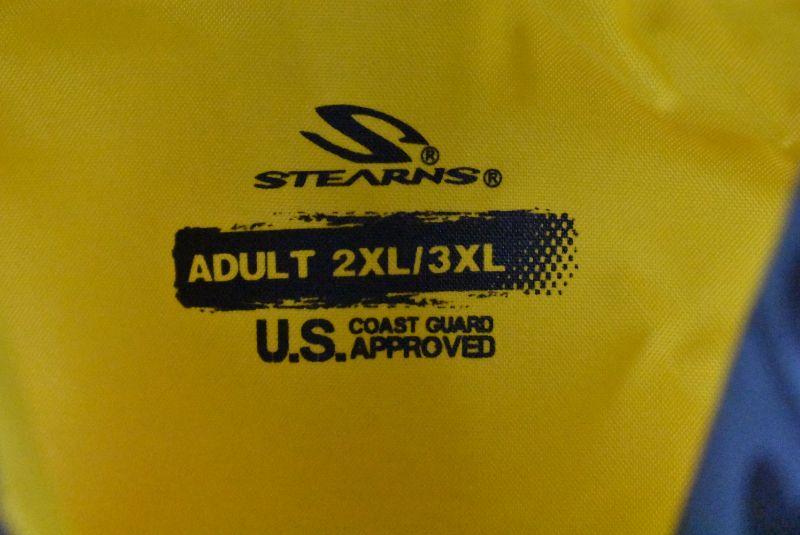 S®
STEARNS®
ADULT 2XL/3XL
U.S. COAST GUARD
APPROVED